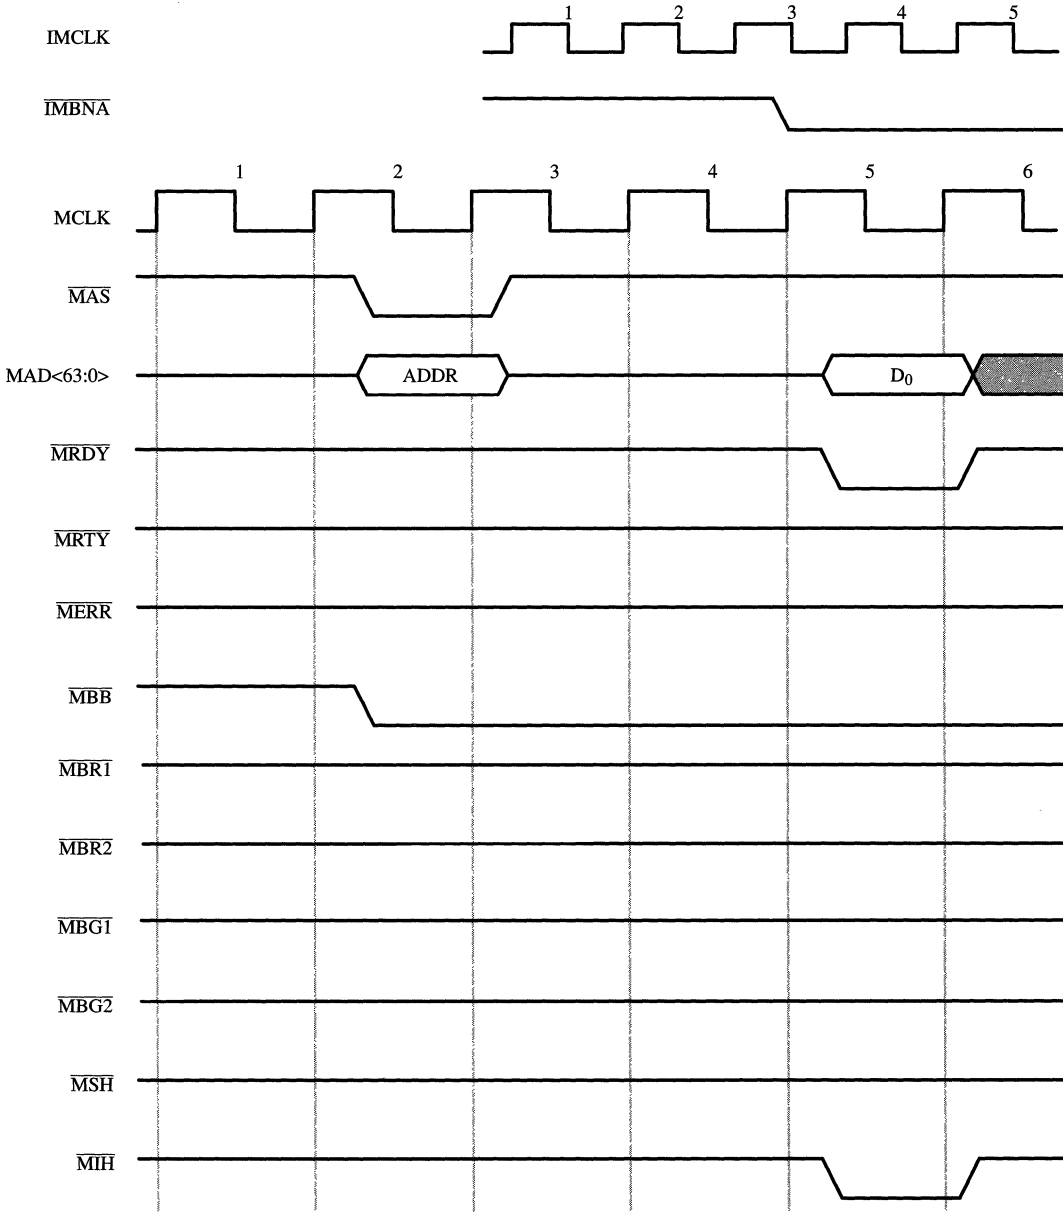 1 2 3 4 5
IMCLK
IMBNA
1 2 3 4 5 6
MCLK
MAS
MAD<63:0> ADDR D0
MRDY
MRTY
MERR
MBB
MBR1
MBR2
MBG1
MBG2
MSH
MIH